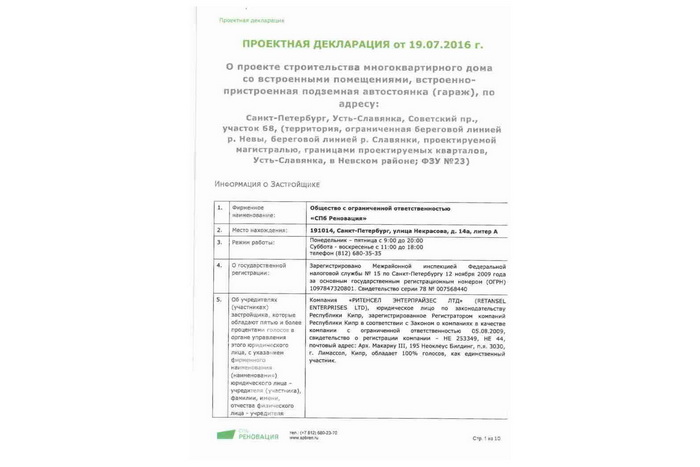 Проектная декларация
ПРОЕКТНАЯ ДЕКЛАРАЦИЯ от 19.07.2016 г.
О проекте строительства многоквартирного дома
со встроенными помещениями, встроенно-
пристроенная подземная автостоянка (гараж), по
адресу:
Санкт-Петербург, Усть-Славянка, Советский пр.,
участок 68, (территория, ограниченная береговой линией
р. Невы, береговой линией р. Славянки, проектируемой
магистралью, границами проектируемых кварталов,
Усть-Славянка, в Невском районе; ФЗУ №23)
Информация о Застройщике
1. Фирменное наименование: Общество с ограниченной ответственностью
«СПб Реновация»
2. Место нахождения: 191014, Санкт-Петербург, улица Некрасова, д. 14а, литер А
3. Режим работы: Понедельник – пятница с 9:00 до 20:00
Суббота - воскресенье с 11:00 до 18:00
телефон (812) 680-35-35
4. О государственной
регистрации:
Зарегистрировано Межрайонной инспекцией Федеральной
налоговой службы № 15 по Санкт-Петербургу 12 ноября 2009 года
за основным государственным регистрационным номером (ОГРН)
1097847320801. Свидетельство серии 78 № 007568440
5. Об учредителях
(участниках)
застройщика, которые
обладают пятью и более
процентами голосов в
органе управления
этого юридического
лица, с указанием
фирменного
наименования
(наименования)
юридического лица –
учредителя (участника),
фамилии, имени,
отчества физического
лица – учредителя
Компания «РИТЕНСЕЛ ЭНТЕРПРАЙЗЕС ЛТД» (RETANSEL
ENTERPRISES LTD), юридическое лицо по законодательству
Республики Кипр, зарегистрированное Регистратором компаний
Республики Кипр в соответствии с Законом о компаниях в качестве
компании с ограниченной ответственностью 05.08.2009,
свидетельство о регистрации компании – НЕ 233349, НЕ 44,
почтовый адрес: Арх. Макариу III, 195 Неоклеус Билдинг, п.я. 3030,
г. Лимассол, Кипр, обладает 100% голосов, как единственный
участник.
СПБ
РЕНОВАЦИЯ
тел.: (+7 812) 680-23-70
www.spbren.ru
Стр. 1 из 10